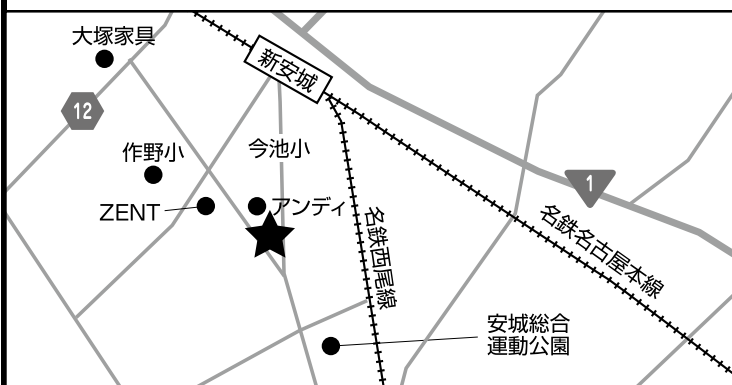 大塚家具
新安城
12
作野小
今池小
1
ZENT
アンディ
名鉄西尾線
名鉄名古屋本線
安城総合
運動公園